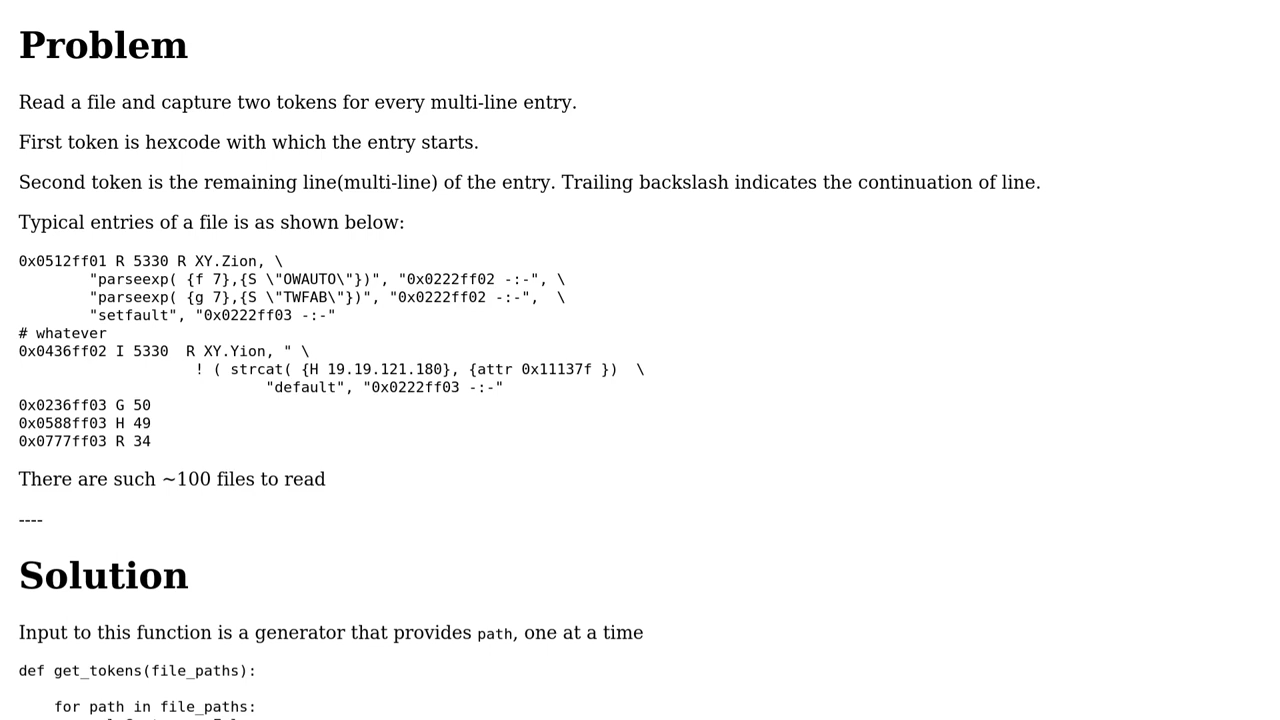 Problem
Read a file and capture two tokens for every multi-line entry.
First token is hexcode with which the entry starts.
Second token is the remaining line(multi-line) of the entry. Trailing backslash indicates the continuation of line.
Typical entries of a file is as shown below:
0x0512ff01 R 5330 R XY.Zion, \
        "parseexp( {f 7},{S \"OWAUTO\"})", "0x0222ff02 -:-", \
        "parseexp( {g 7},{S \"TWFAB\"})", "0x0222ff02 -:-",  \
        "setfault", "0x0222ff03 -:-"
# whatever
0x0436ff02 I 5330  R XY.Yion, " \
                    ! ( strcat( {H 19.19.121.180}, {attr 0x11137f })  \
                            "default", "0x0222ff03 -:-"
0x0236ff03 G 50
0x0588ff03 H 49
0x0777ff03 R 34
There are such ~100 files to read
----
Solution
Input to this function is a generator that provides path, one at a time
def get_tokens(file_paths):
    for path in file_paths: